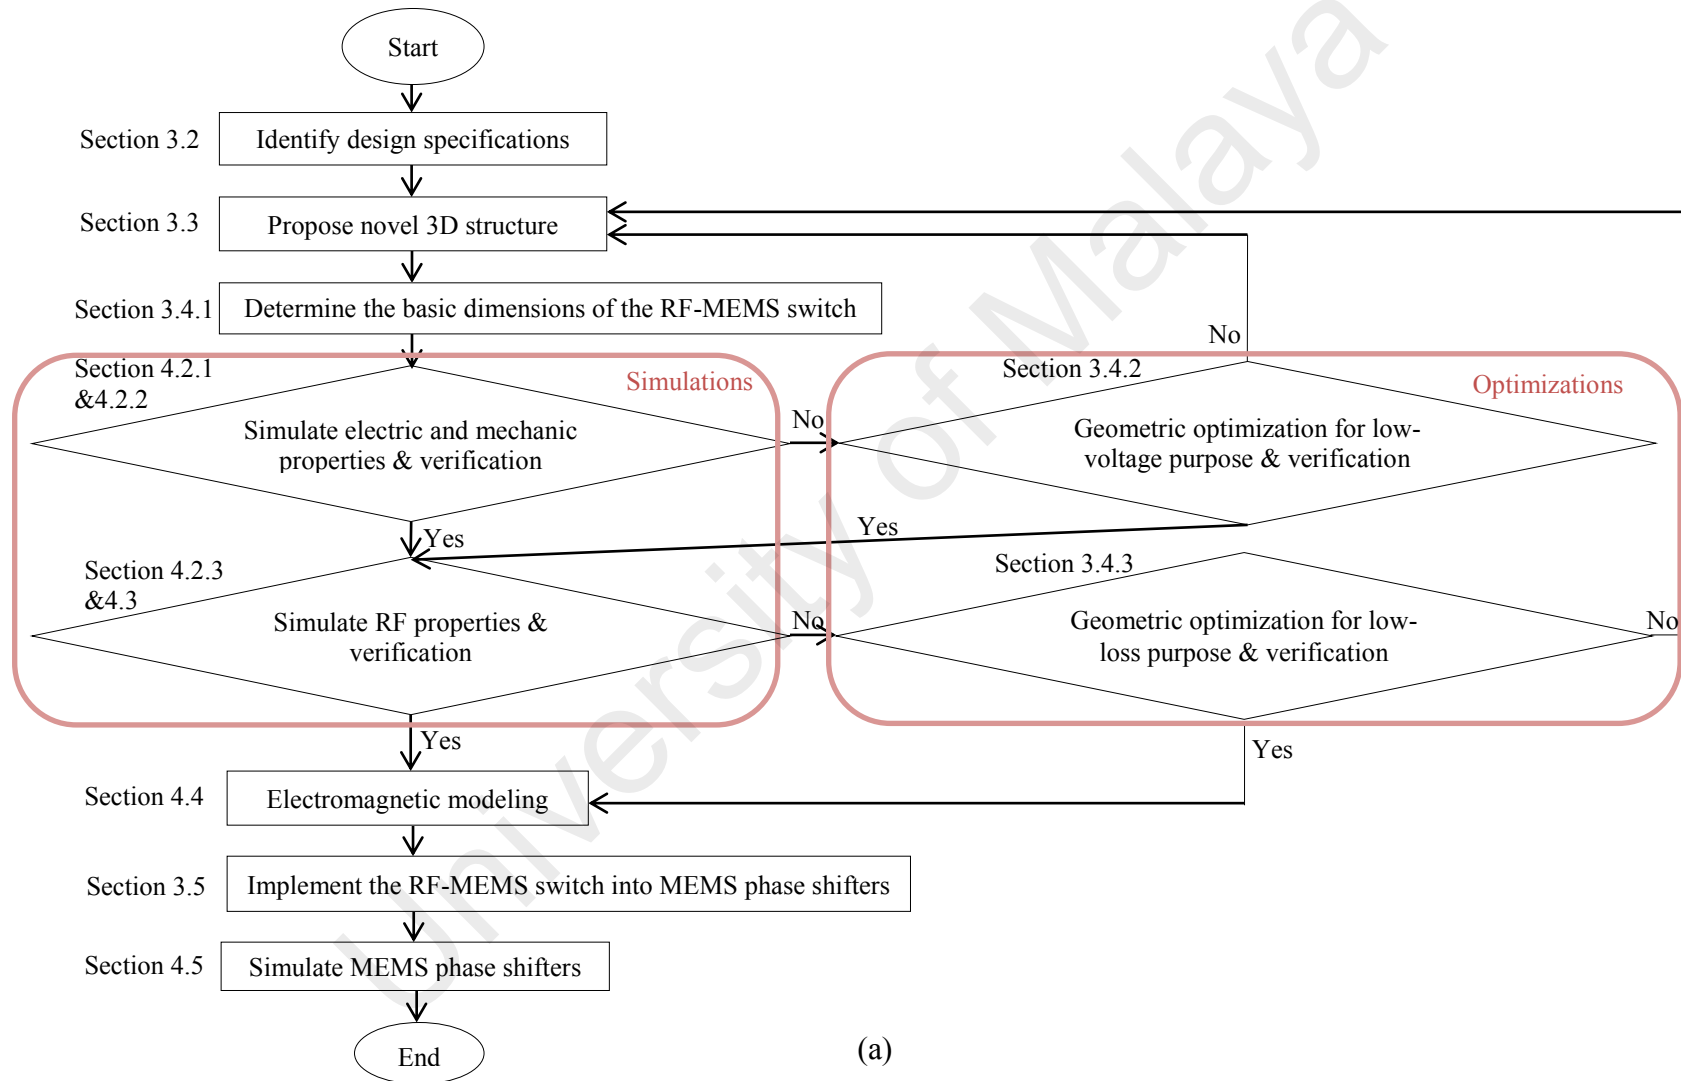 Start
Section 3.2
Identify design specifications
Section 3.3
Propose novel 3D structure
Section 3.4.1
Determine the basic dimensions of the RF-MEMS switch
No
Section 4.2.1
&4.2.2
Simulations
Simulate electric and mechanic
properties & verification
No
Section 3.4.2
Optimizations
Geometric optimization for low-
voltage purpose & verification
Yes
Yes
Section 4.2.3
&4.3
Simulate RF properties &
verification
No
Section 3.4.3
Geometric optimization for low-
loss purpose & verification
No
Yes
Yes
Section 4.4
Electromagnetic modeling
Section 3.5
Implement the RF-MEMS switch into MEMS phase shifters
Section 4.5
Simulate MEMS phase shifters
End
(a)
University of Malaya